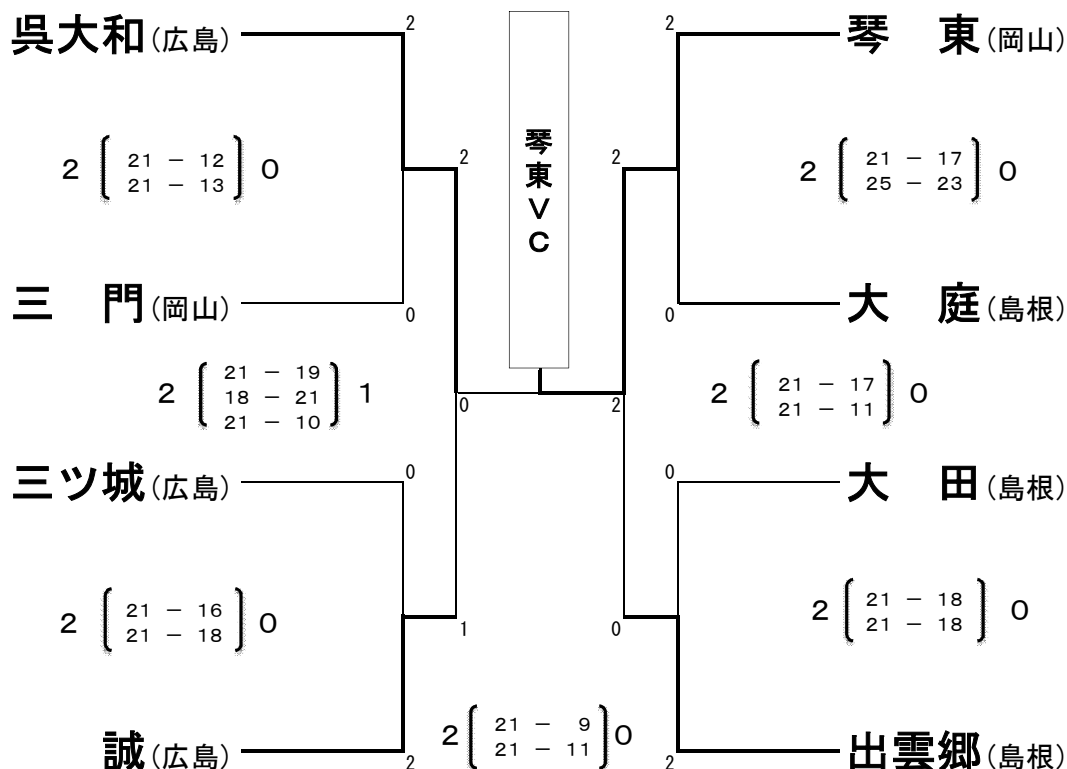 呉大和(広島)
2
2
琴　東(岡山)
琴東VC
2 21 － 12 0
21 － 13
2
2
2 21 － 17 0
25 － 23
三　門(岡山)
0
0
大　庭(島根)
2 21 － 19 1
18 － 21
21 － 10
0
2
2 21 － 17 0
21 － 11
三ツ城(広島)
0
0
大　田(島根)
2 21 － 16 0
21 － 18
1
0
2 21 － 18 0
21 － 18
誠(広島)
2
2 21 － 9 0
21 － 11
2
出雲郷(島根)